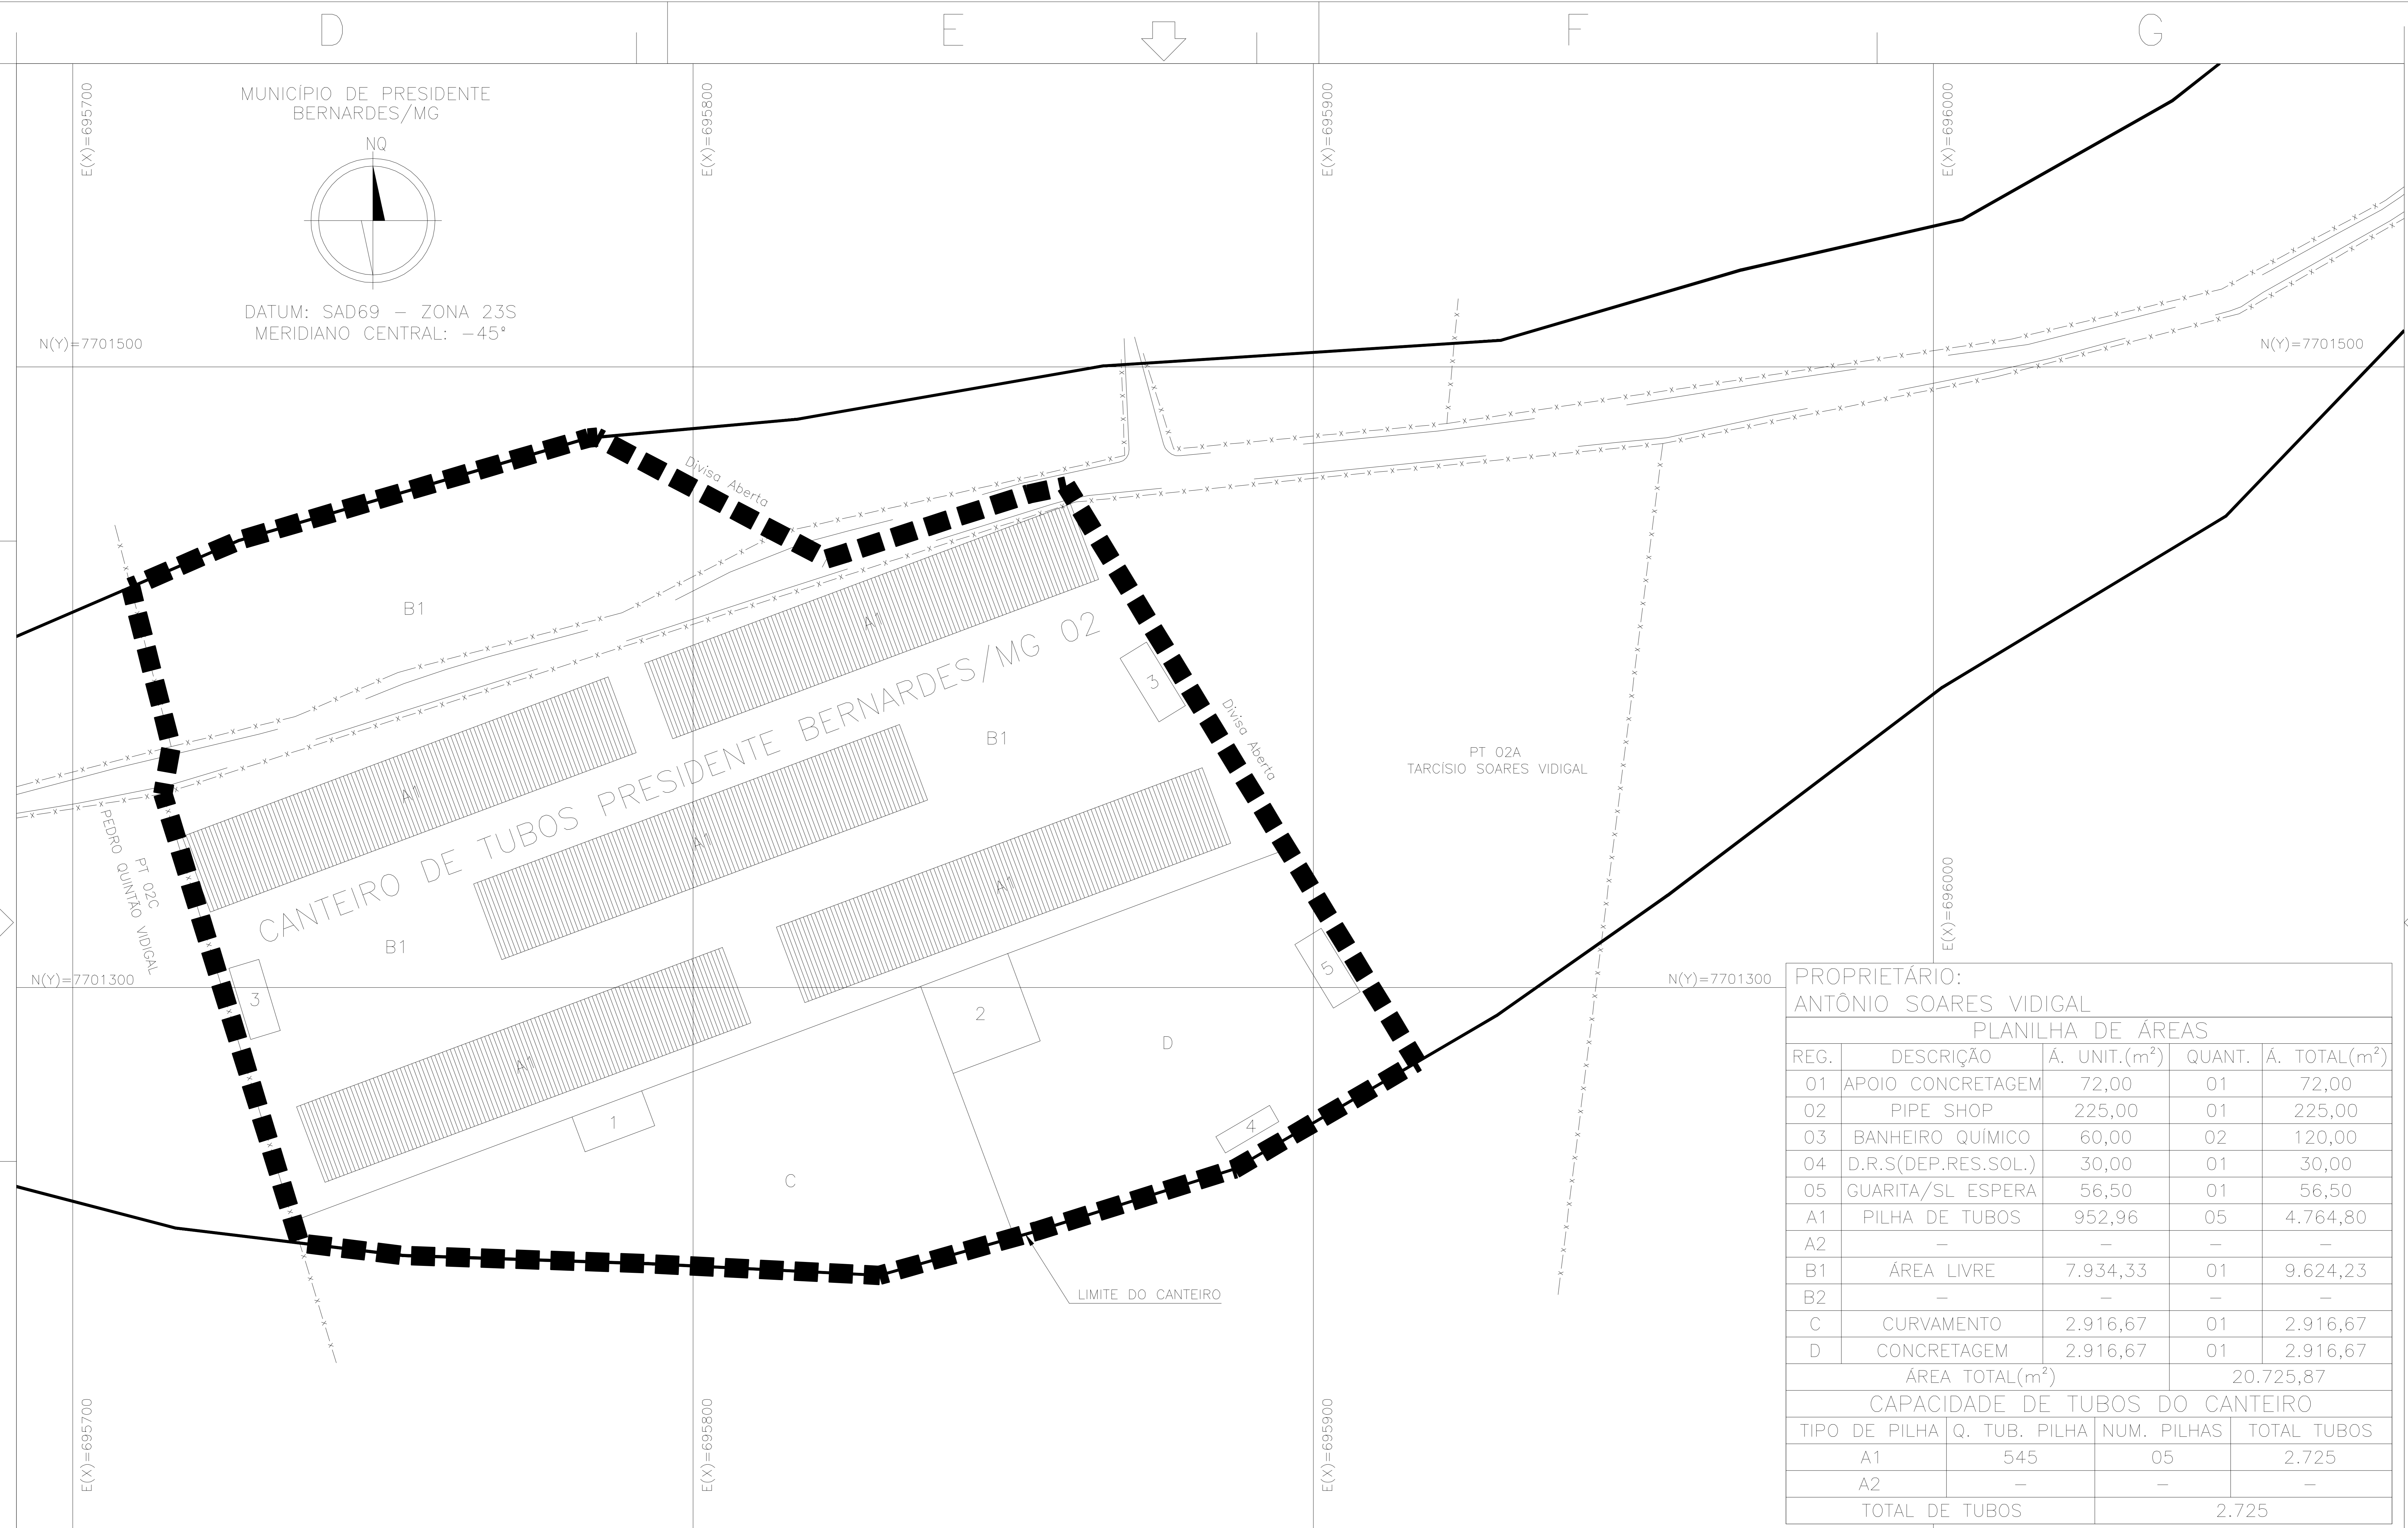 D
E
F
G
E(X)=695700
E(X)=695800
E(X)=695900
E(X)=696000
MUNICÍPIO DE PRESIDENTE
BERNARDES/MG
NQ
DATUM: SAD69 – ZONA 23S
MERIDIANO CENTRAL: –45°
N(Y)=7701500
N(Y)=7701500
Divisa Aberta
B1
A1
CANTEIRO DE TUBOS PRESIDENTE BERNARDES/MG 02
3
B1
Divisa Aberta
PT 02A
TARCÍSIO SOARES VIDIGAL
A1
A1
PT 02C
PEDRO QUINTÃO VIDIGAL
A1
B1
E(X)=696000
N(Y)=7701300
3
5
N(Y)=7701300
2
D
A1
1
4
C
LIMITE DO CANTEIRO
E(X)=695700
E(X)=695800
E(X)=695900
PROPRIETÁRIO:
ANTÔNIO SOARES VIDIGAL
PLANILHA DE ÁREAS
REG. DESCRIÇÃO Á. UNIT.(m²) QUANT. Á. TOTAL(m²)
01 APOIO CONCRETAGEM 72,00 01 72,00
02 PIPE SHOP 225,00 01 225,00
03 BANHEIRO QUÍMICO 60,00 02 120,00
04 D.R.S(DEP.RES.SOL.) 30,00 01 30,00
05 GUARITA/SL ESPERA 56,50 01 56,50
A1 PILHA DE TUBOS 952,96 05 4.764,80
A2 – – – –
B1 ÁREA LIVRE 7.934,33 01 9.624,23
B2 – – – –
C CURVAMENTO 2.916,67 01 2.916,67
D CONCRETAGEM 2.916,67 01 2.916,67
ÁREA TOTAL(m²) 20.725,87
CAPACIDADE DE TUBOS DO CANTEIRO
TIPO DE PILHA Q. TUB. PILHA NUM. PILHAS TOTAL TUBOS
A1 545 05 2.725
A2 – – –
TOTAL DE TUBOS 2.725